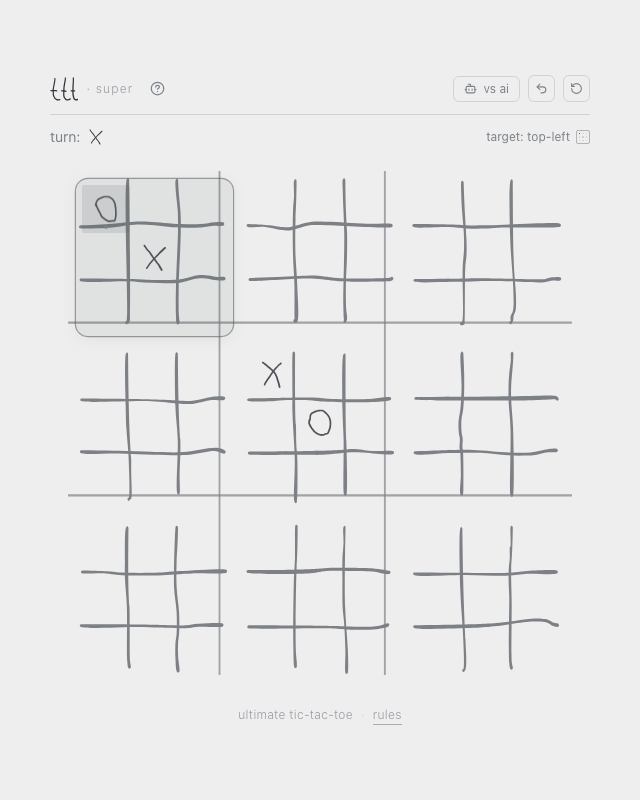 ttt · super vs ai
turn: X target: top-left
O
X
X
O
ultimate tic-tac-toe · rules